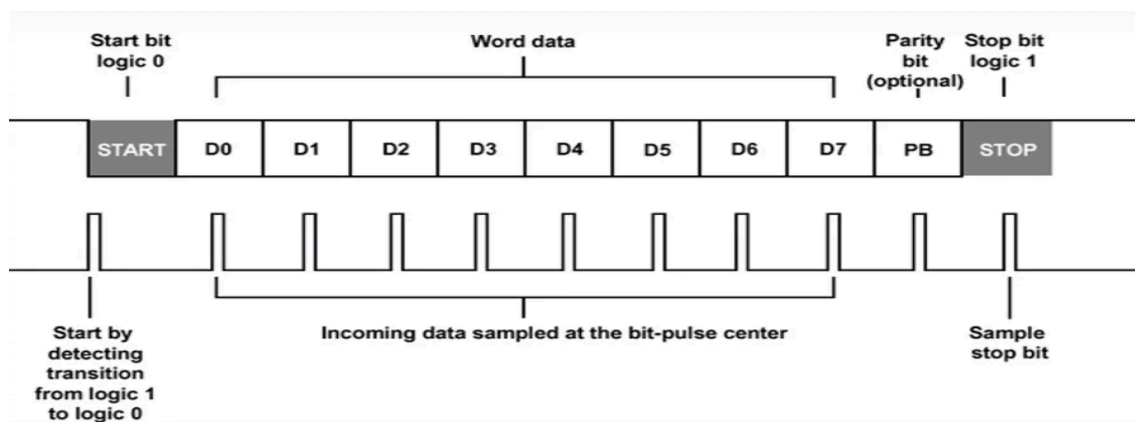 Start bit
logic 0
Word data
Parity
bit
(optional)
Stop bit
logic 1
START D0 D1 D2 D3 D4 D5 D6 D7 PB STOP
Start by
detecting
transition
from logic 1
to logic 0
Incoming data sampled at the bit-pulse center
Sample
stop bit